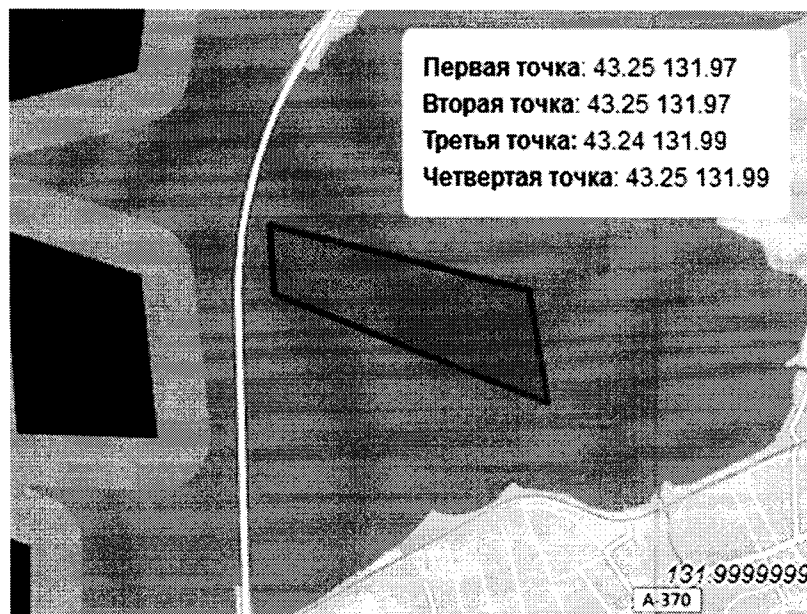 Первая точка: 43.25 131.97
Вторая точка: 43.25 131.97
Третья точка: 43.24 131.99
Четвертая точка: 43.25 131.99
131.9999999
А-370